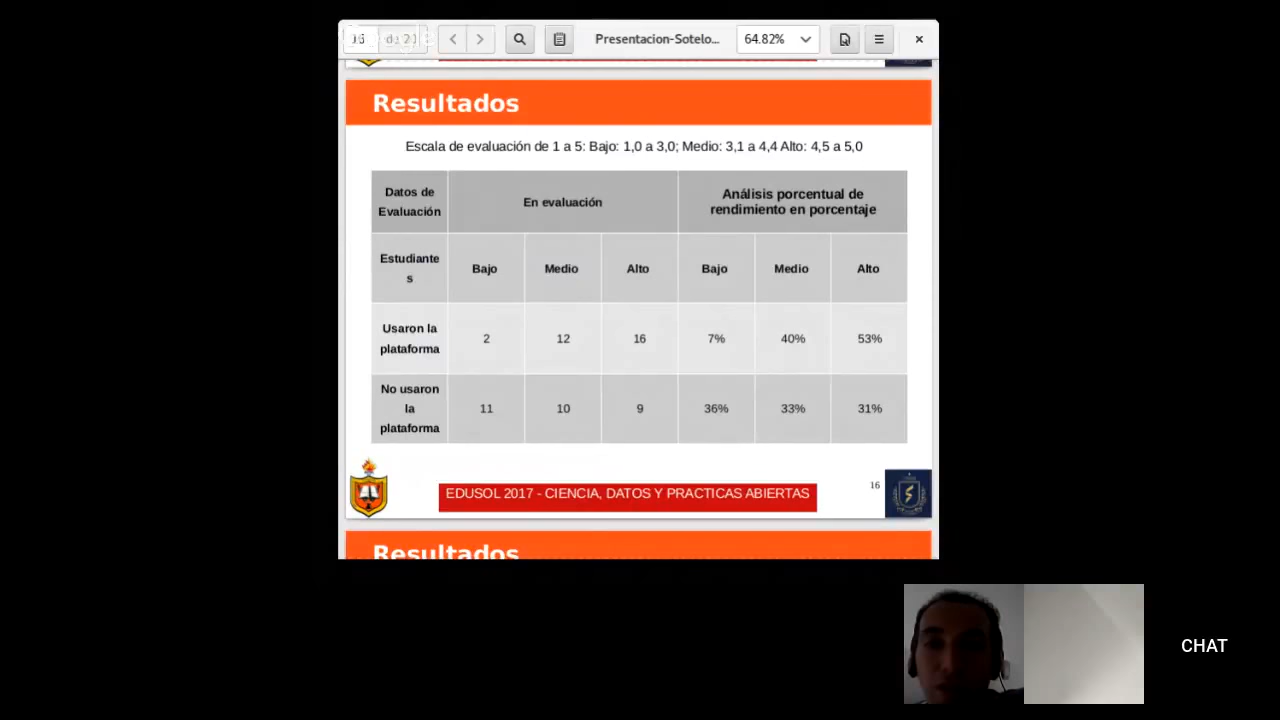 16 de 20
Presentacion-Sotelo...
64.82%
Resultados
Escala de evaluación de 1 a 5: Bajo: 1,0 a 3,0; Medio: 3,1 a 4,4 Alto: 4,5 a 5,0
Datos de
Evaluación
En evaluación
Análisis porcentual de
rendimiento en porcentaje
Estudiante
s
Bajo
Medio
Alto
Bajo
Medio
Alto
Usaron la
plataforma
2
12
16
7%
40%
53%
No usaron
la
plataforma
11
10
9
36%
33%
31%
EDUSOL 2017 - CIENCIA, DATOS Y PRACTICAS ABIERTAS
16
Resultados
CHAT